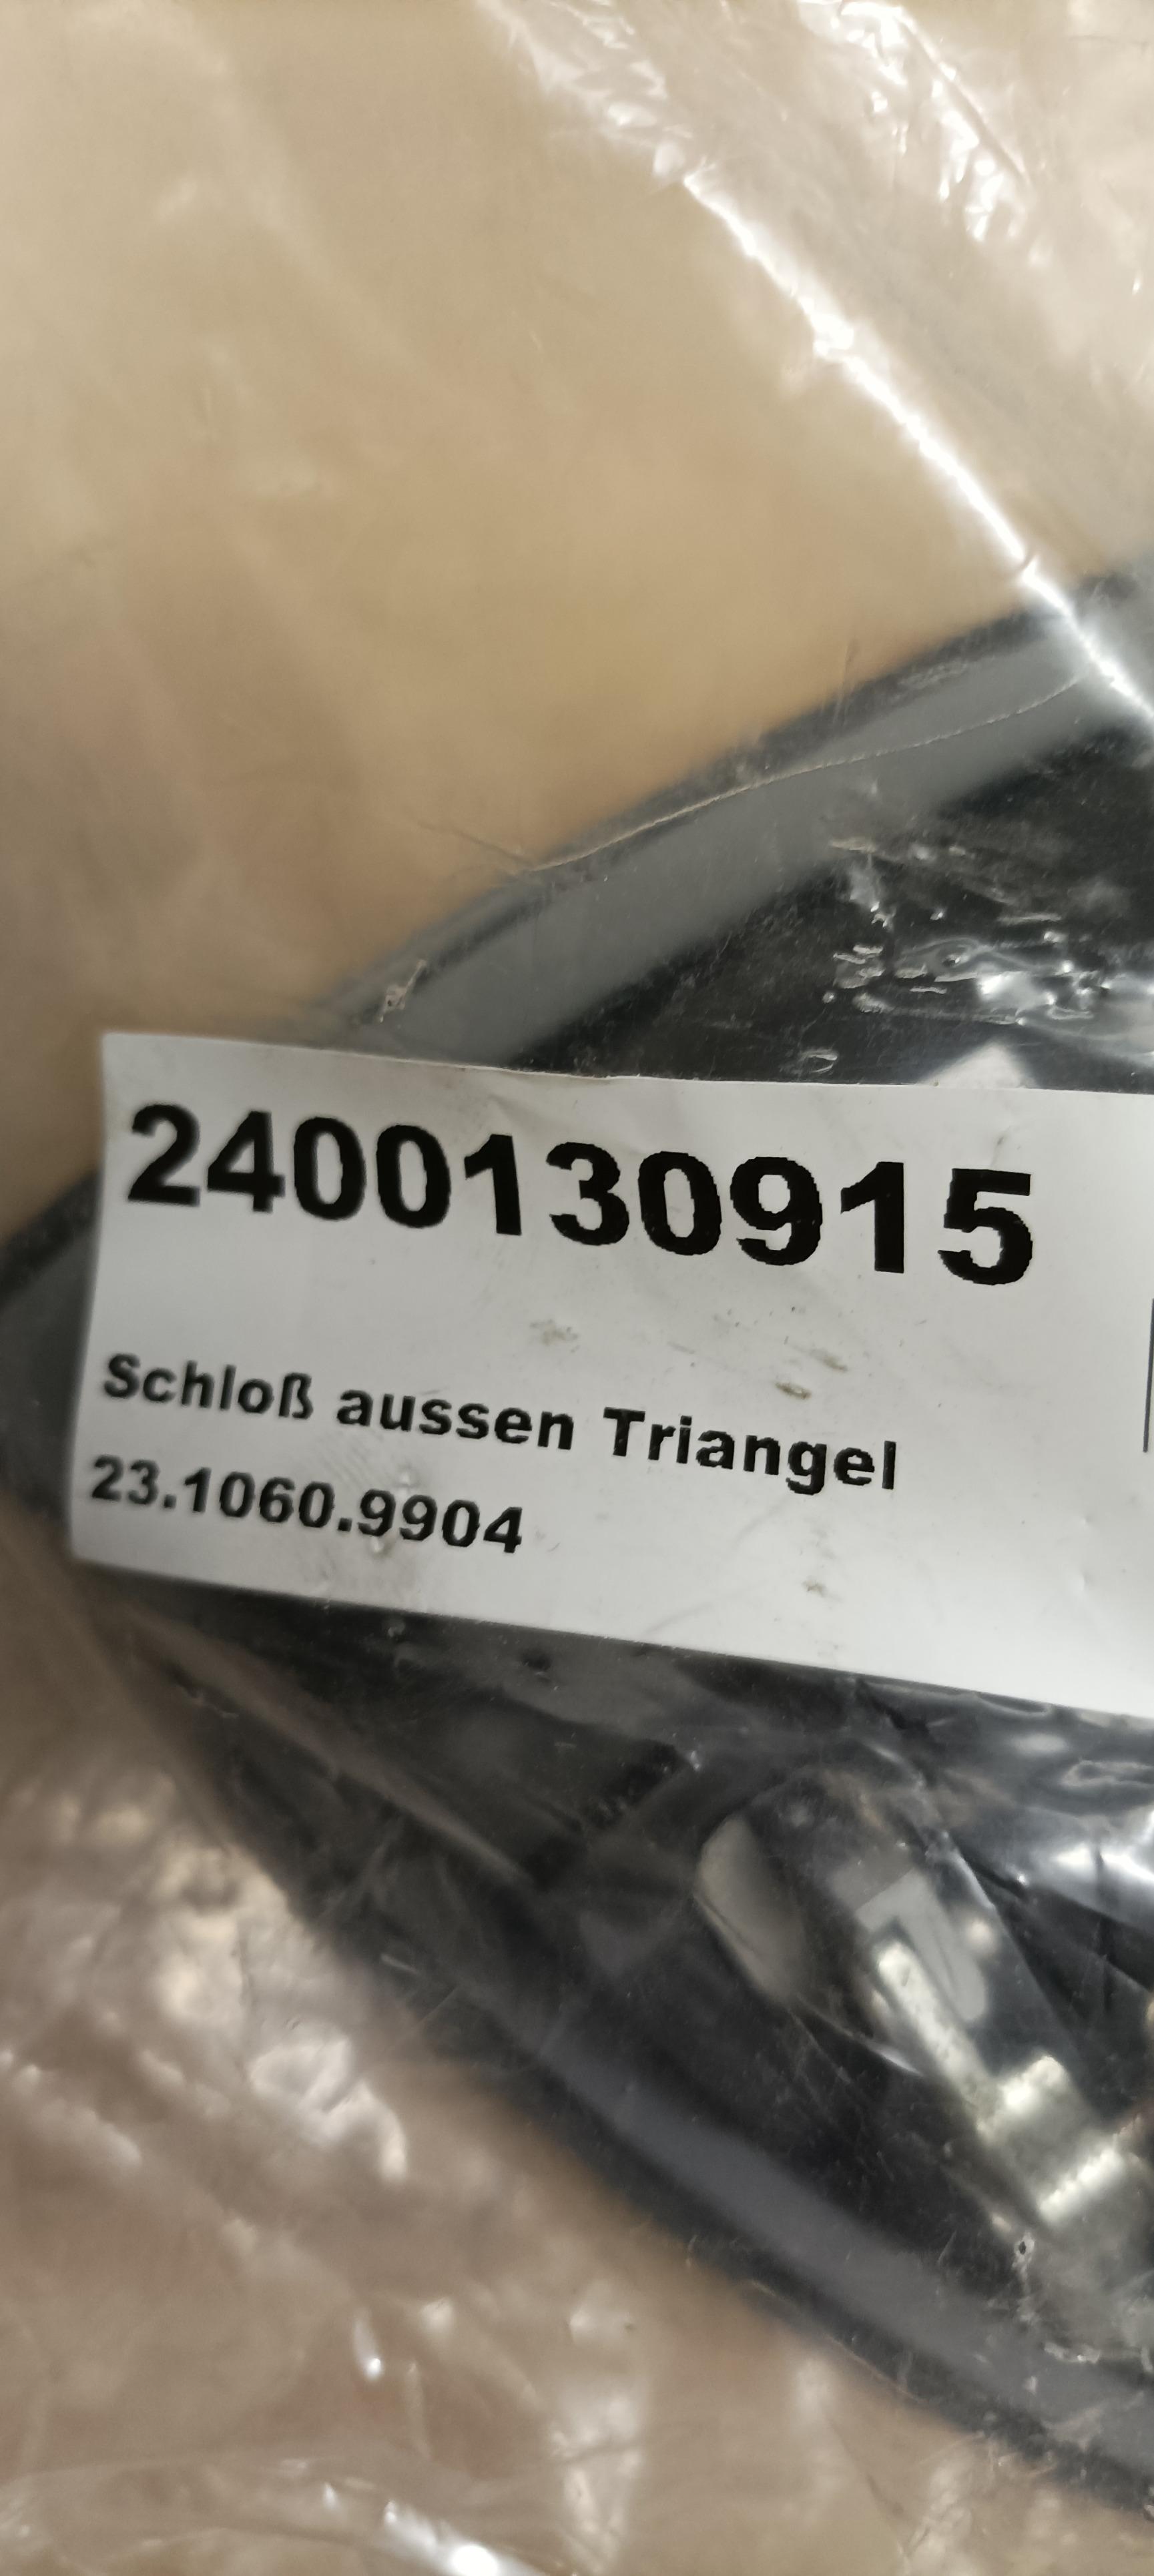 2400130915
Schloß aussen Triangel
23.1060.9904